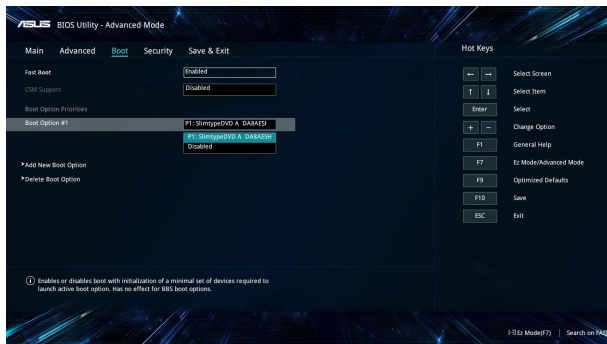 ASUS BIOS Utility - Advanced Mode
Main Advanced Boot Security Save & Exit
Hot Keys
Fast Boot Enabled
CSM Support Disabled
Boot Option Priorities
Boot Option #1 P1: SlimtypeDVD A DA8AESH
P1: SlimtypeDVD A DA8AESH
Disabled
Add New Boot Option
Delete Boot Option
← → Select Screen
↑ ↓ Select Item
Enter Select
+ - Change Option
F1 General Help
F7 Ez Mode/Advanced Mode
F9 Optimized Defaults
F10 Save
ESC Exit
Enables or disables boot with initialization of a minimal set of devices required to
launch active boot option. Has no effect for BBS boot options.
Ez Mode(F7) | Search on FAQ